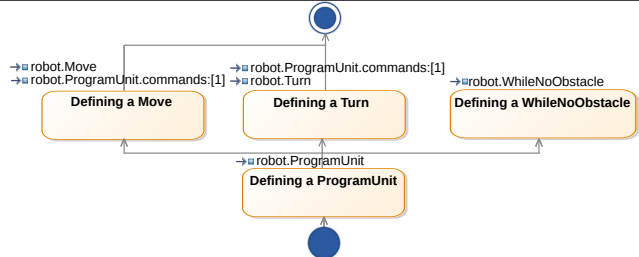 robot.Move
robot.ProgramUnit.commands:[1]
Defining a Move
robot.ProgramUnit.commands:[1]
robot.Turn
Defining a Turn
robot.WhileNoObstacle
Defining a WhileNoObstacle
robot.ProgramUnit
Defining a ProgramUnit